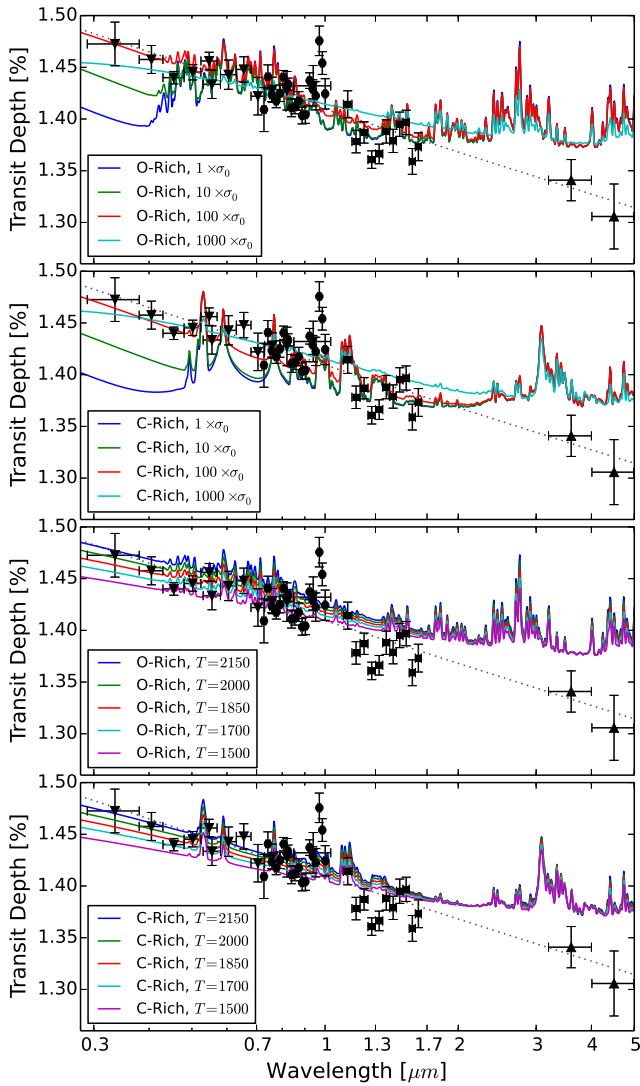 1.50
1.45
1.40
1.35
1.30
Transit Depth [%]
O-Rich, 1×σ₀
O-Rich, 10×σ₀
O-Rich, 100×σ₀
O-Rich, 1000×σ₀
1.50
1.45
1.40
1.35
1.30
Transit Depth [%]
C-Rich, 1×σ₀
C-Rich, 10×σ₀
C-Rich, 100×σ₀
C-Rich, 1000×σ₀
1.50
1.45
1.40
1.35
1.30
Transit Depth [%]
O-Rich, T=2150
O-Rich, T=2000
O-Rich, T=1850
O-Rich, T=1700
O-Rich, T=1500
1.50
1.45
1.40
1.35
1.30
Transit Depth [%]
C-Rich, T=2150
C-Rich, T=2000
C-Rich, T=1850
C-Rich, T=1700
C-Rich, T=1500
0.3 0.7 1 1.3 1.7 2 3 4 5
Wavelength [μm]